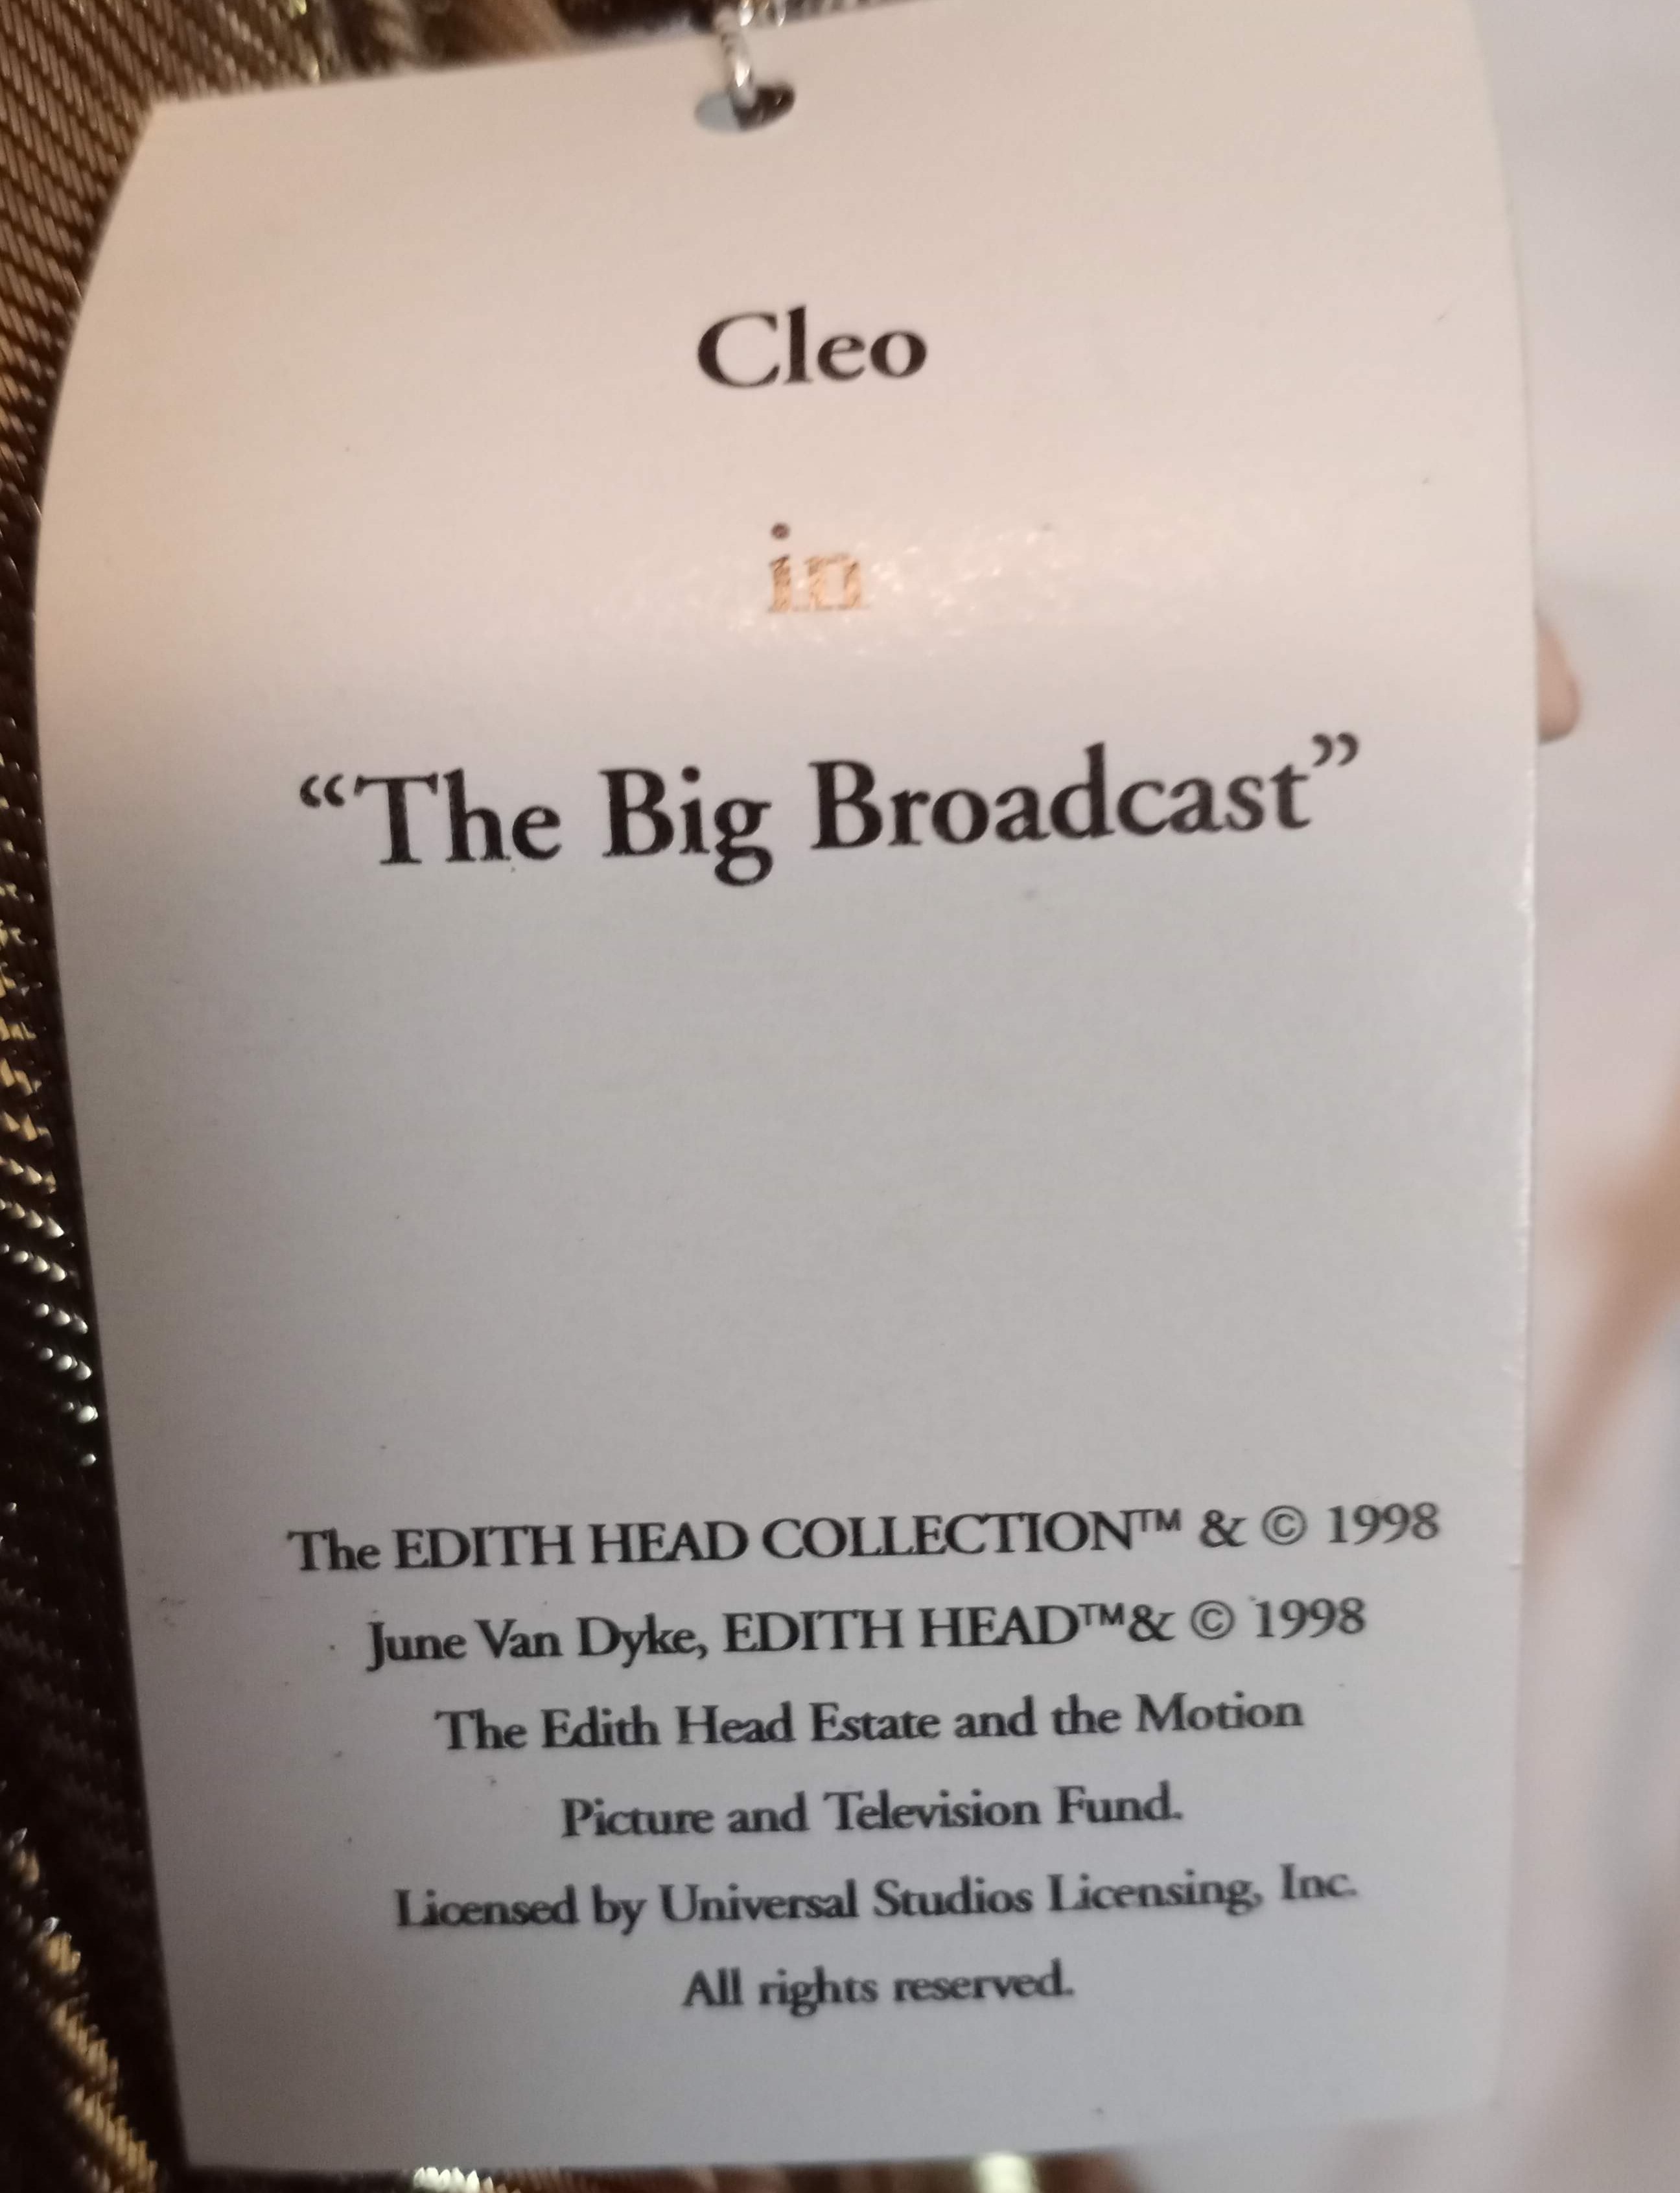 Cleo
in
“The Big Broadcast”
The EDITH HEAD COLLECTION™ & © 1998
June Van Dyke, EDITH HEAD™& © 1998
The Edith Head Estate and the Motion
Picture and Television Fund.
Licensed by Universal Studios Licensing, Inc.
All rights reserved.